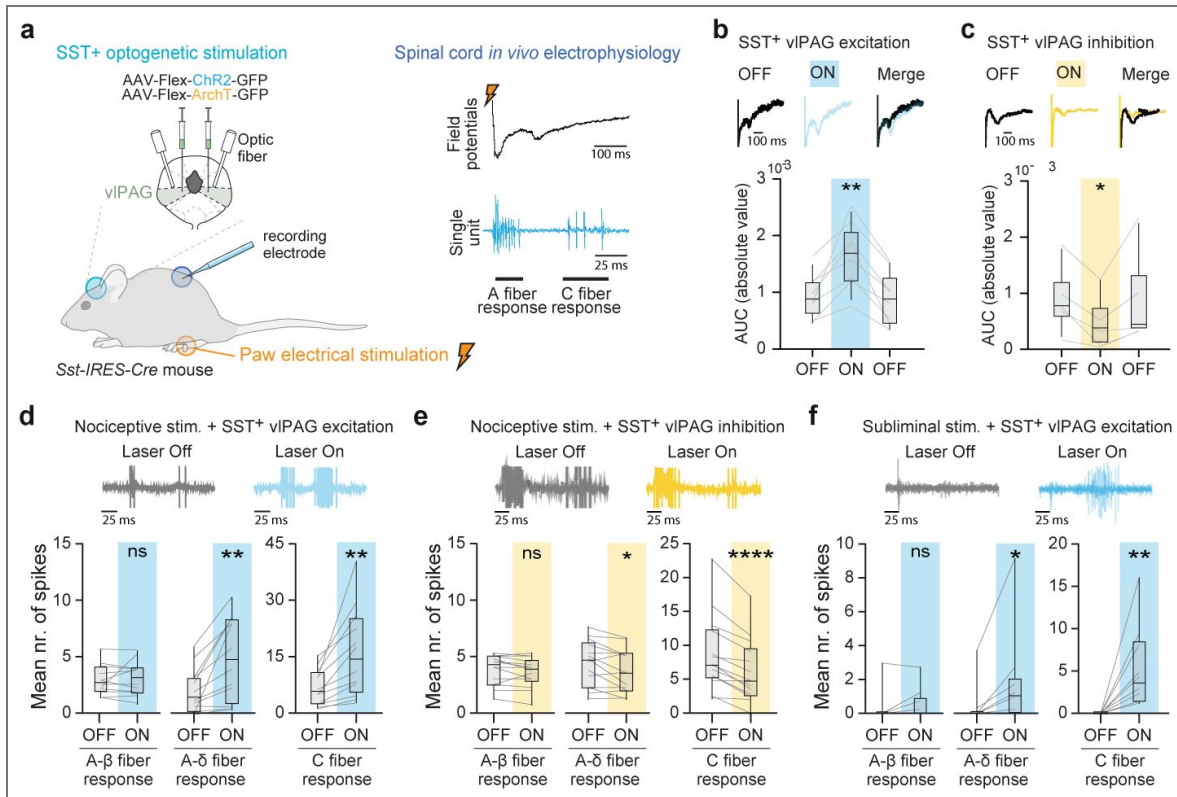 a
SST+ optogenetic stimulation
AAV-Flex-ChR2-GFP
AAV-Flex-ArchT-GFP
Optic
fiber
vlPAG
recording
electrode
Sst-IRES-Cre mouse
Paw electrical stimulation
Spinal cord in vivo electrophysiology
Field
potentials
100 ms
Single
unit
25 ms
A fiber
response
C fiber
response
b
SST+ vlPAG excitation
OFF ON Merge
100 ms
3 10-3
**
2
1
0
AUC (absolute value)
OFF ON OFF
c
SST+ vlPAG inhibition
OFF ON Merge
100 ms
3 10- 3
*
2
1
0
AUC (absolute value)
OFF ON OFF
d
Nociceptive stim. + SST+ vlPAG excitation
Laser Off Laser On
25 ms 25 ms
Mean nr. of spikes
15
10
5
0
ns
**
45
30
15
0
**
OFF ON OFF ON OFF ON
A-β fiber
response
A-δ fiber
response
C fiber
response
e
Nociceptive stim. + SST+ vlPAG inhibition
Laser Off Laser On
25 ms 25 ms
Mean nr. of spikes
15
10
5
0
ns
*
25
20
15
10
5
0
****
OFF ON OFF ON OFF ON
A-β fiber
response
A-δ fiber
response
C fiber
response
f
Subliminal stim. + SST+ vlPAG excitation
Laser Off Laser On
25 ms 25 ms
Mean nr. of spikes
10
8
6
4
2
0
ns
*
20
15
10
5
0
**
OFF ON OFF ON OFF ON
A-β fiber
response
A-δ fiber
response
C fiber
response